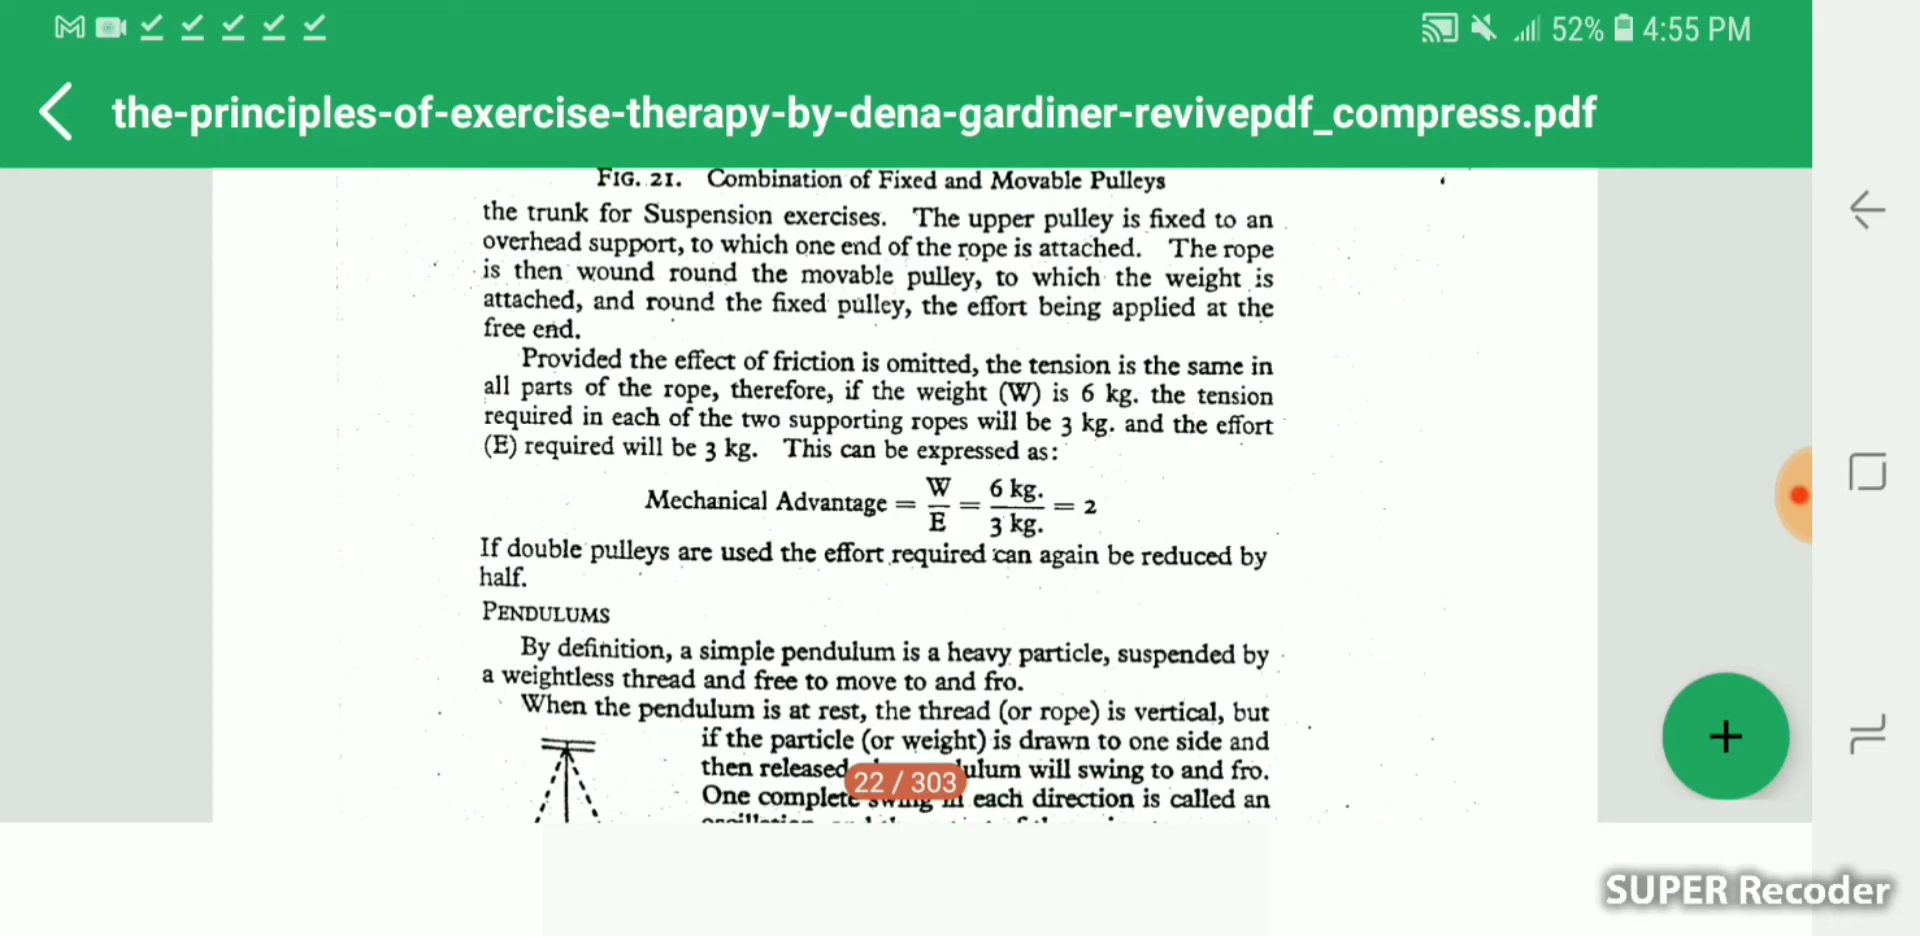 52% 4:55 PM
the-principles-of-exercise-therapy-by-dena-gardiner-revivepdf_compress.pdf
FIG. 21. Combination of Fixed and Movable Pulleys
the trunk for Suspension exercises. The upper pulley is fixed to an
overhead support, to which one end of the rope is attached. The rope
is then wound round the movable pulley, to which the weight is
attached, and round the fixed pulley, the effort being applied at the
free end.
Provided the effect of friction is omitted, the tension is the same in
all parts of the rope, therefore, if the weight (W) is 6 kg. the tension
required in each of the two supporting ropes will be 3 kg. and the effort
(E) required will be 3 kg. This can be expressed as:
Mechanical Advantage = W/E = 6 kg./3 kg. = 2
If double pulleys are used the effort required can again be reduced by
half.
PENDULUMS
By definition, a simple pendulum is a heavy particle, suspended by
a weightless thread and free to move to and fro.
When the pendulum is at rest, the thread (or rope) is vertical, but
if the particle (or weight) is drawn to one side and
then released ulum will swing to and fro.
22 / 303
One complete swing in each direction is called an
SUPER Recoder